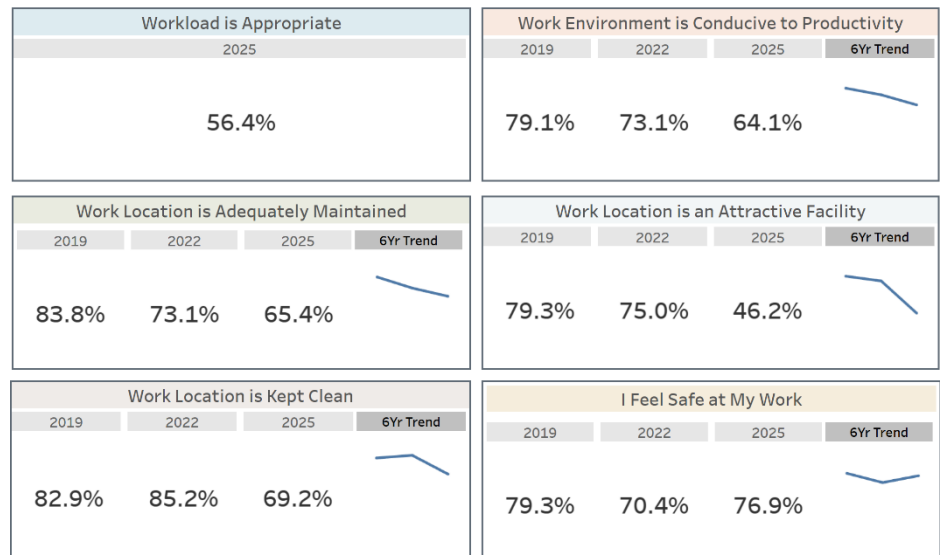 Workload is Appropriate
2025
56.4%
Work Environment is Conducive to Productivity
2019 2022 2025 6Yr Trend
79.1% 73.1% 64.1%
Work Location is Adequately Maintained
2019 2022 2025 6Yr Trend
83.8% 73.1% 65.4%
Work Location is an Attractive Facility
2019 2022 2025 6Yr Trend
79.3% 75.0% 46.2%
Work Location is Kept Clean
2019 2022 2025 6Yr Trend
82.9% 85.2% 69.2%
I Feel Safe at My Work
2019 2022 2025 6Yr Trend
79.3% 70.4% 76.9%